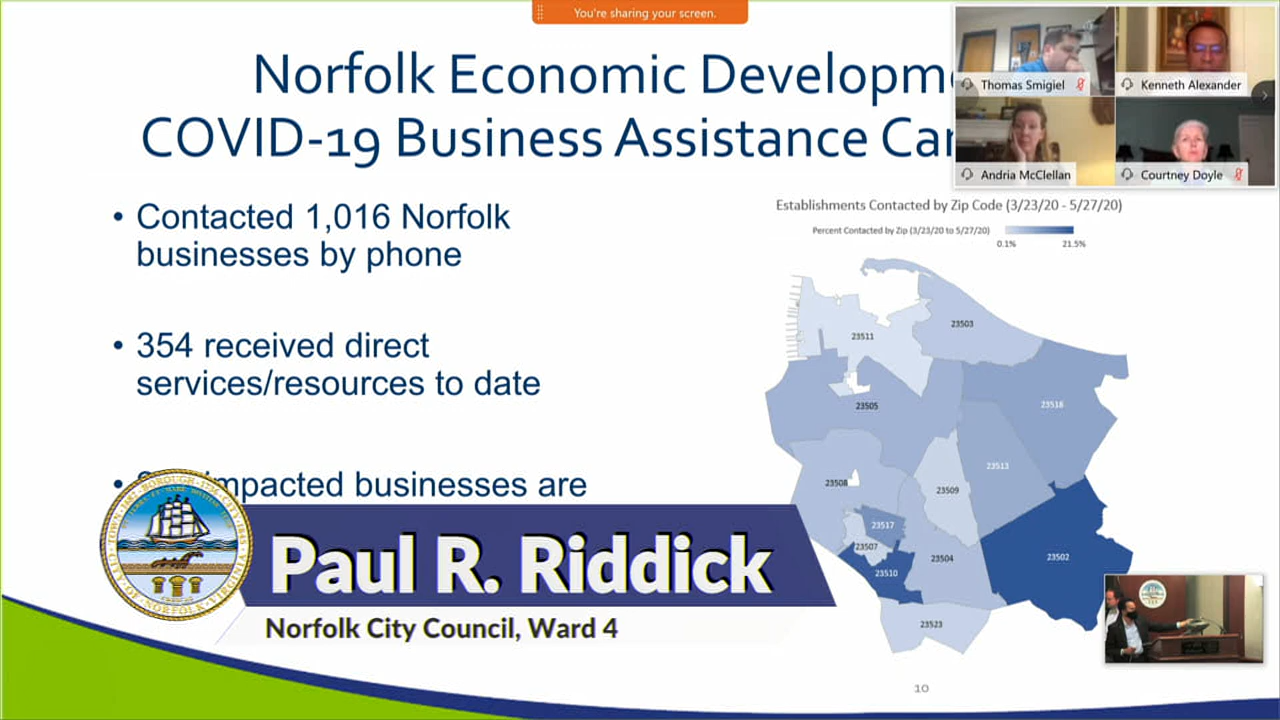 You're sharing your screen.
Norfolk Economic Developm
COVID-19 Business Assistance Ca
Thomas Smigiel
Kenneth Alexander
Andria McClellan
Courtney Doyle
• Contacted 1,016 Norfolk
businesses by phone
• 354 received direct
services/resources to date
• impacted businesses are
Establishments Contacted by Zip Code (3/23/20 - 5/27/20)
Percent Contacted by Zip (3/23/20 to 5/27/20)
0.1%
21.5%
23503
23511
23505
23518
23513
23508
23509
23517
23507
23504
23502
23510
23523
Paul R. Riddick
Norfolk City Council, Ward 4
10